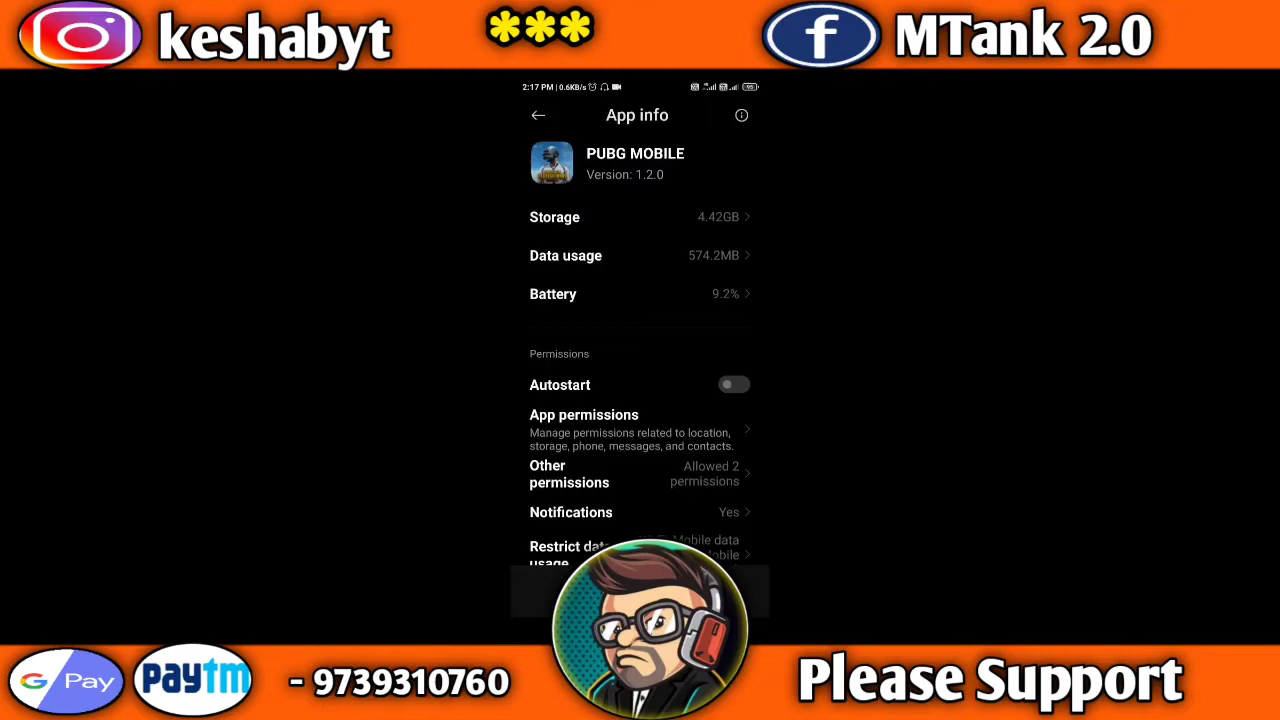 keshabyt
***
f MTank 2.0
2:17 PM | 0.6KB/s
95
App info
PUBG MOBILE
Version: 1.2.0
Storage 4.42GB
Data usage 574.2MB
Battery 9.2%
Permissions
Autostart
App permissions
Manage permissions related to location,
storage, phone, messages, and contacts.
Other Allowed 2
permissions permissions
Notifications Yes
Restrict Mobile data
usage
G Pay paytm - 9739310760
Please Support